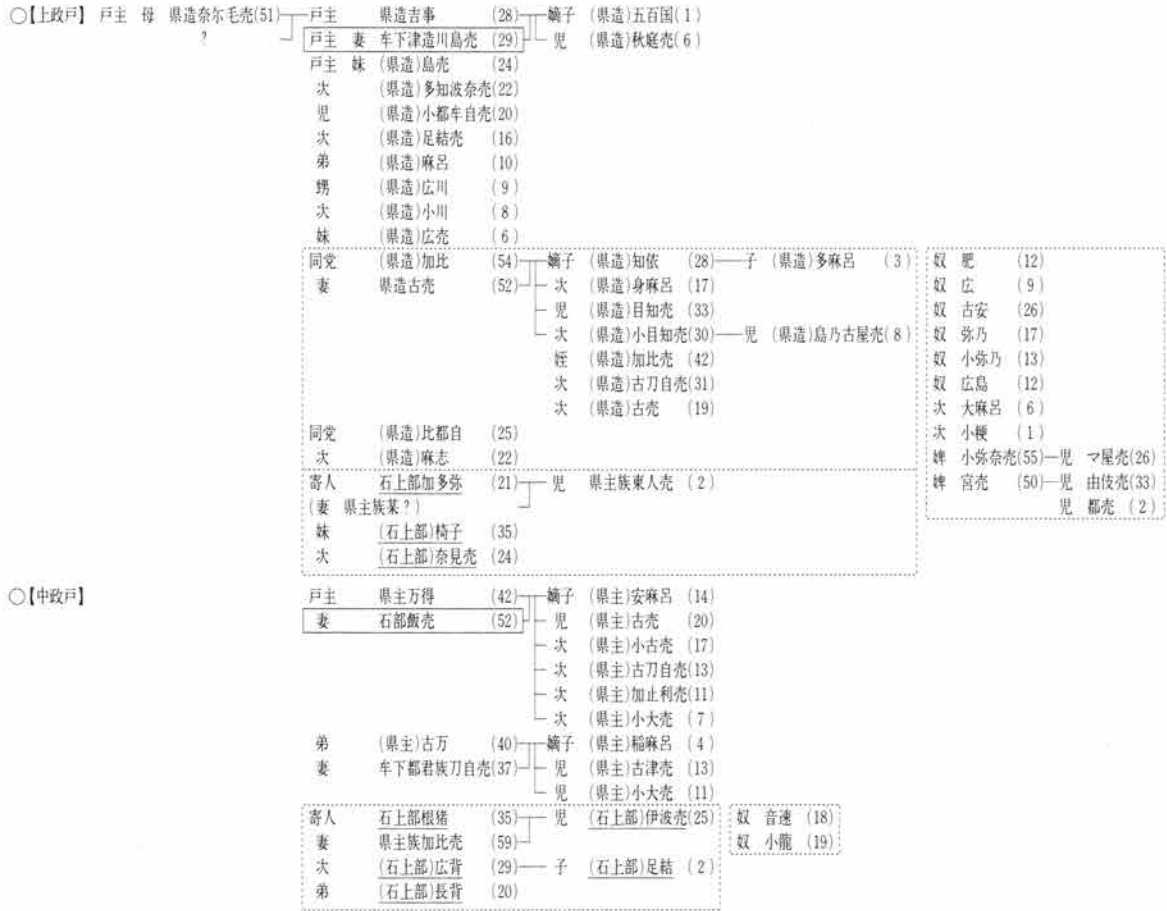 ○【上政戸】 戸主 母 県造奈尓毛売(51) 戸主 県造吉事 (28) 嫡子 (県造)五百国(1)
? 戸主 妻 牟下津造川島売 (29) 児 (県造)秋庭売(6)
戸主 妹 (県造)島売 (24)
次 (県造)多知波奈売(22)
児 (県造)小都牟自売(20)
次 (県造)足結売 (16)
弟 (県造)麻呂 (10)
甥 (県造)広川 (9)
次 (県造)小川 (8)
妹 (県造)広売 (6)
同党 (県造)加比 (54) 嫡子 (県造)知依 (28) 子 (県造)多麻呂 (3) 奴 肥 (12)
妻 県造古売 (52) 次 (県造)身麻呂 (17) 奴 広 (9)
児 (県造)目知売 (33) 奴 古安 (26)
次 (県造)小目知売(30) 児 (県造)島乃古屋売(8) 奴 弥乃 (17)
姪 (県造)加比売 (42) 奴 小弥乃 (13)
次 (県造)古刀自売(31) 奴 広島 (12)
次 (県造)古売 (19) 次 大麻呂 (6)
同党 (県造)比都自 (25) 次 小粳 (1)
次 (県造)麻志 (22) 婢 小弥奈売(55) 児 マ屋売(26)
寄人 石上部加多弥 (21) 児 県主族東人売 (2) 婢 宮売 (50) 児 由伎売(33)
(妻 県主族某?) 児 都売 (2)
妹 (石上部)椅子 (35)
次 (石上部)奈見売 (24)
○【中政戸】 戸主 県主万得 (42) 嫡子 (県主)安麻呂 (14)
妻 石部飯売 (52) 児 (県主)古売 (20)
次 (県主)小古売 (17)
次 (県主)古刀自売(13)
次 (県主)加止利売(11)
次 (県主)小大売 (7)
弟 (県主)古万 (40) 嫡子 (県主)稲麻呂 (4)
妻 牟下都君族刀自売(37) 児 (県主)古津売 (13)
児 (県主)小大売 (11)
寄人 石上部根猪 (35) 児 (石上部)伊波売(25) 奴 音速 (18)
妻 県主族加比売 (59) 奴 小龍 (19)
次 (石上部)広背 (29) 子 (石上部)足結 (2)
弟 (石上部)長背 (20)